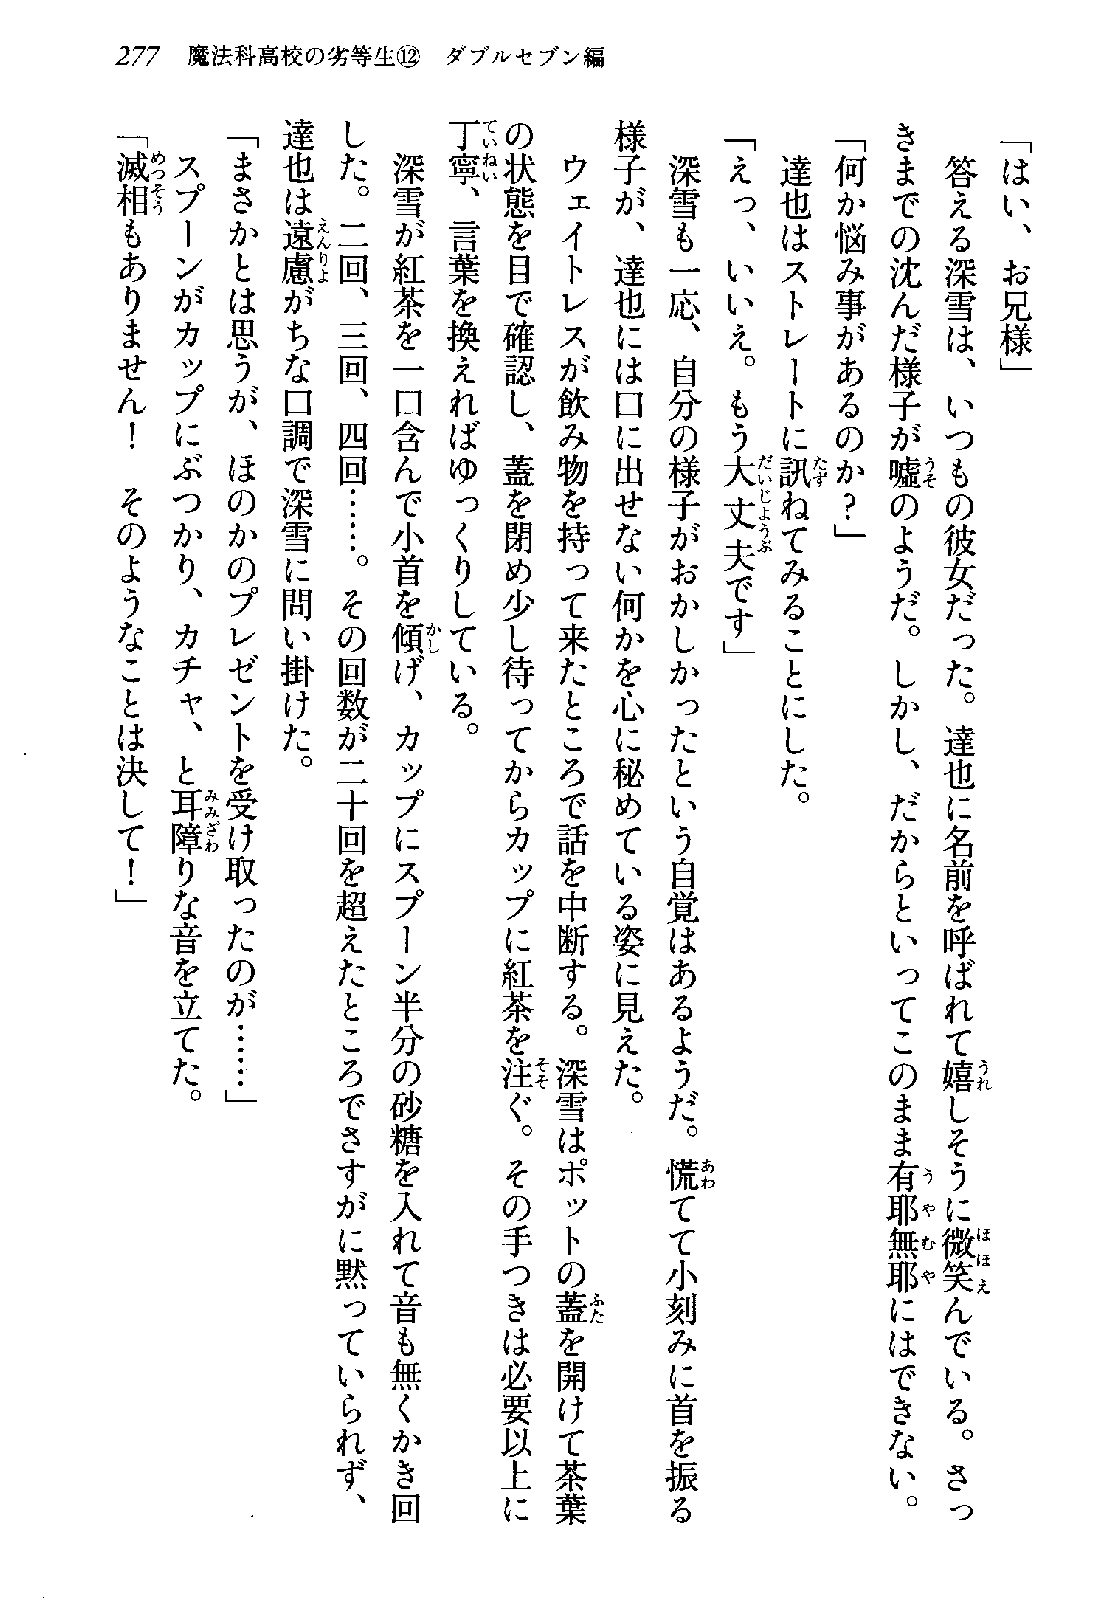 277 魔法科高校の劣等生⑫ ダブルセブン編
「はい、お兄様」
答える深雪は、いつもの彼女だった。達也に名前を呼ばれて嬉しそうに微笑んでいる。さっ
きまでの沈んだ様子が嘘のようだ。しかし、だからといってこのまま有耶無耶にはできない。
「何か悩み事があるのか？」
達也はストレートに訊ねてみることにした。
「えっ、いいえ。もう大丈夫です」
深雪も一応、自分の様子がおかしかったという自覚はあるようだ。慌てて小刻みに首を振る
様子が、達也には口に出せない何かを心に秘めている姿に見えた。
ウェイトレスが飲み物を持って来たところで話を中断する。深雪はポットの蓋を開けて茶葉
の状態を目で確認し、蓋を閉め少し待ってからカップに紅茶を注ぐ。その手つきは必要以上に
丁寧、言葉を換えればゆっくりしている。
深雪が紅茶を一口含んで小首を傾げ、カップにスプーン半分の砂糖を入れて音も無くかき回
した。二回、三回、四回……。その回数が二十回を超えたところでさすがに黙っていられず、
達也は遠慮がちな口調で深雪に問い掛けた。
「まさかとは思うが、ほのかのプレゼントを受け取ったのが……」
スプーンがカップにぶつかり、カチャ、と耳障りな音を立てた。
「滅相もありません！　そのようなことは決して！」